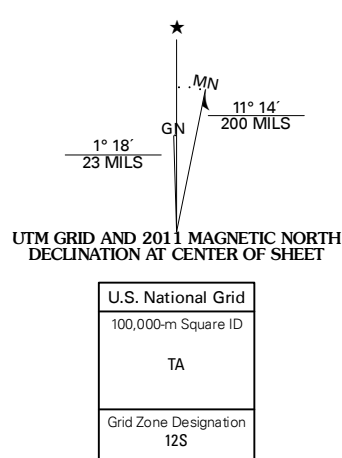 ★
MN
GN
11° 14´
200 MILS
1° 18´
23 MILS
UTM GRID AND 2011 MAGNETIC NORTH
DECLINATION AT CENTER OF SHEET
U.S. National Grid
100,000-m Square ID
TA
Grid Zone Designation
12S